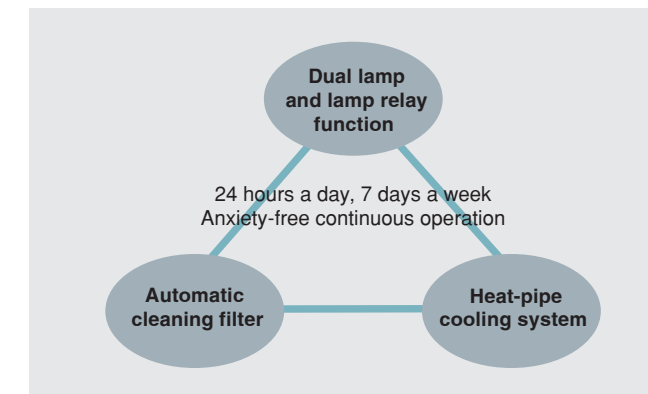 Dual lamp
and lamp relay
function
24 hours a day, 7 days a week
Anxiety-free continuous operation
Automatic
cleaning filter
Heat-pipe
cooling system